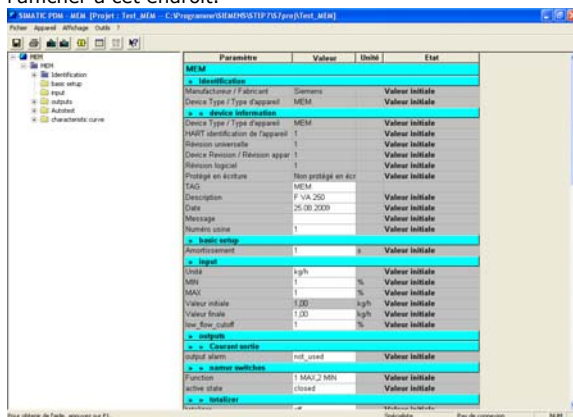 l'afficher à cet endroit.
SIMATIC PDM - MEM [Projet : Test_MEM -- C:\Programme\SIEMENS\STEP7\S7proj\Test_MEM]
Fichier Appareil Affichage Outils ?
MEM
MEM
Identification
basic setup
input
outputs
Autotest
characteristic curve
Paramètre Valeur Unité Etat
MEM
» Identification
Manufactureur / Fabricant Siemens Valeur initiale
Device Type / Type d'appareil MEM Valeur initiale
» » device information
Device Type / Type d'appareil MEM Valeur initiale
HART identification de l'appareil 1 Valeur initiale
Révision universelle 1 Valeur initiale
Device Revision / Révision appar 1 Valeur initiale
Révision logiciel 1 Valeur initiale
Protégé en écriture Non protégé en écr Valeur initiale
TAG MEM Valeur initiale
Description F VA 250 Valeur initiale
Date 25.08.2009 Valeur initiale
Message Valeur initiale
Numéro usine 1 Valeur initiale
» basic setup
Amortissement 1 s Valeur initiale
» input
Unité kg/h Valeur initiale
MIN 1 % Valeur initiale
MAX 1 % Valeur initiale
Valeur initiale 1,00 kg/h Valeur initiale
Valeur finale 1,00 kg/h Valeur initiale
low_flow_cutoff 1 % Valeur initiale
» outputs
» » Courant sortie
output alarm not_used Valeur initiale
» » namur switches
Function 1 MAX,2 MIN Valeur initiale
active state closed Valeur initiale
» » totalizer
Pour obtenir de l'aide, appuyez sur F1. Spécialiste Pas de connexion